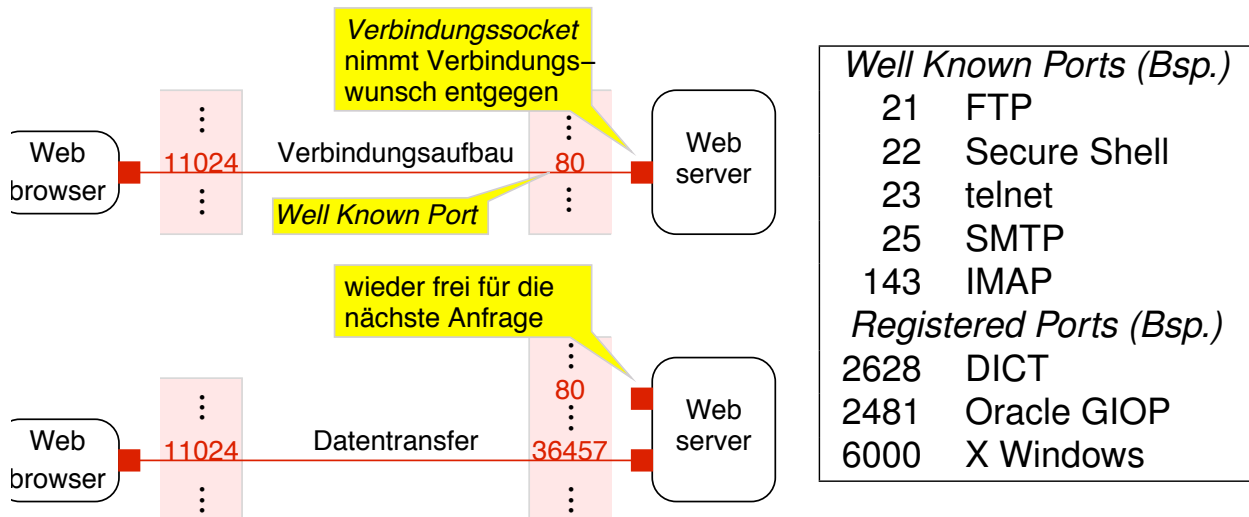 Verbindungssocket
nimmt Verbindungs–
wunsch entgegen
Web
browser
11024
Verbindungsaufbau
80
Web
server
Well Known Port
wieder frei für die
nächste Anfrage
80
Web
browser
11024
Datentransfer
36457
Web
server
Well Known Ports (Bsp.)
21 FTP
22 Secure Shell
23 telnet
25 SMTP
143 IMAP
Registered Ports (Bsp.)
2628 DICT
2481 Oracle GIOP
6000 X Windows